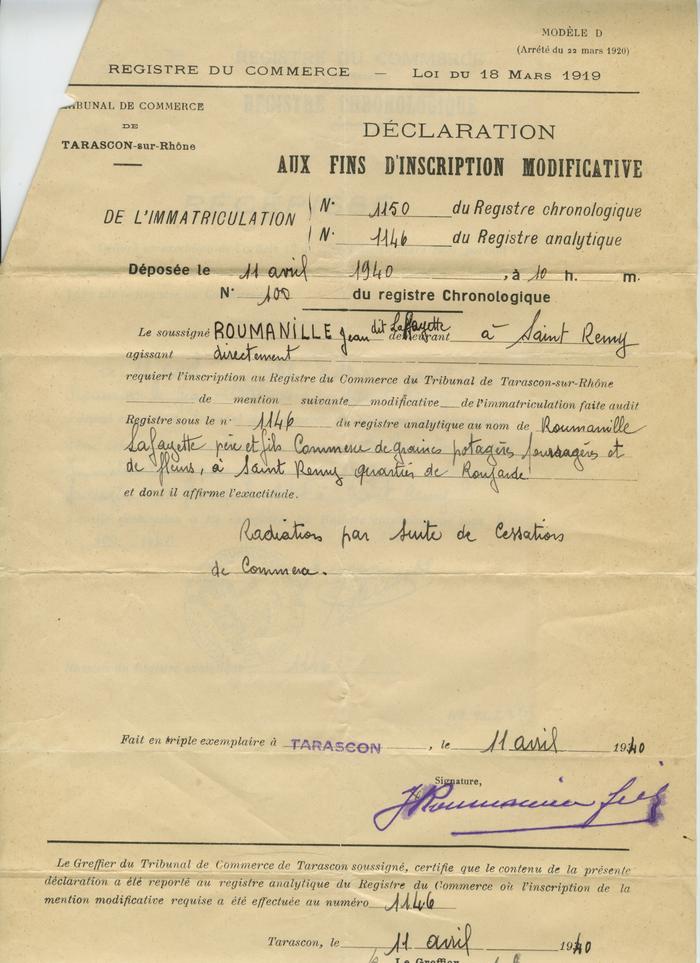 MODÈLE D
(Arrêté du 22 mars 1920)
REGISTRE DU COMMERCE — LOI DU 18 MARS 1919
TRIBUNAL DE COMMERCE
DE
TARASCON-sur-Rhône
DÉCLARATION
AUX FINS D'INSCRIPTION MODIFICATIVE
DE L'IMMATRICULATION
N° 1150 du Registre chronologique
N° 1146 du Registre analytique
Déposée le 11 avril 1940, à 10 h. m.
N° 100 du registre Chronologique
Le soussigné ROUMANILLE Jean dit Lafayette demeurant à Saint Remy
agissant directement
requiert l'inscription au Registre du Commerce du Tribunal de Tarascon-sur-Rhône
de mention suivante modificative de l'immatriculation faite audit
Registre sous le n° 1146 du registre analytique au nom de Roumanille
Lafayette père et fils Commerce de graines potagères fourragères et
de fleurs, à Saint Remy quartier de
et dont il affirme l'exactitude.
Radiation par suite de Cessation
de Commerce.
Fait en triple exemplaire à TARASCON, le 11 avril 1940
Signature,
JRoumanille fils
Le Greffier du Tribunal de Commerce de Tarascon soussigné, certifie que le contenu de la présente
déclaration a été reporté au registre analytique du Registre du Commerce où l'inscription de la
mention modificative requise a été effectuée au numéro 1146
Tarascon, le 11 avril 1940
Le Greffier